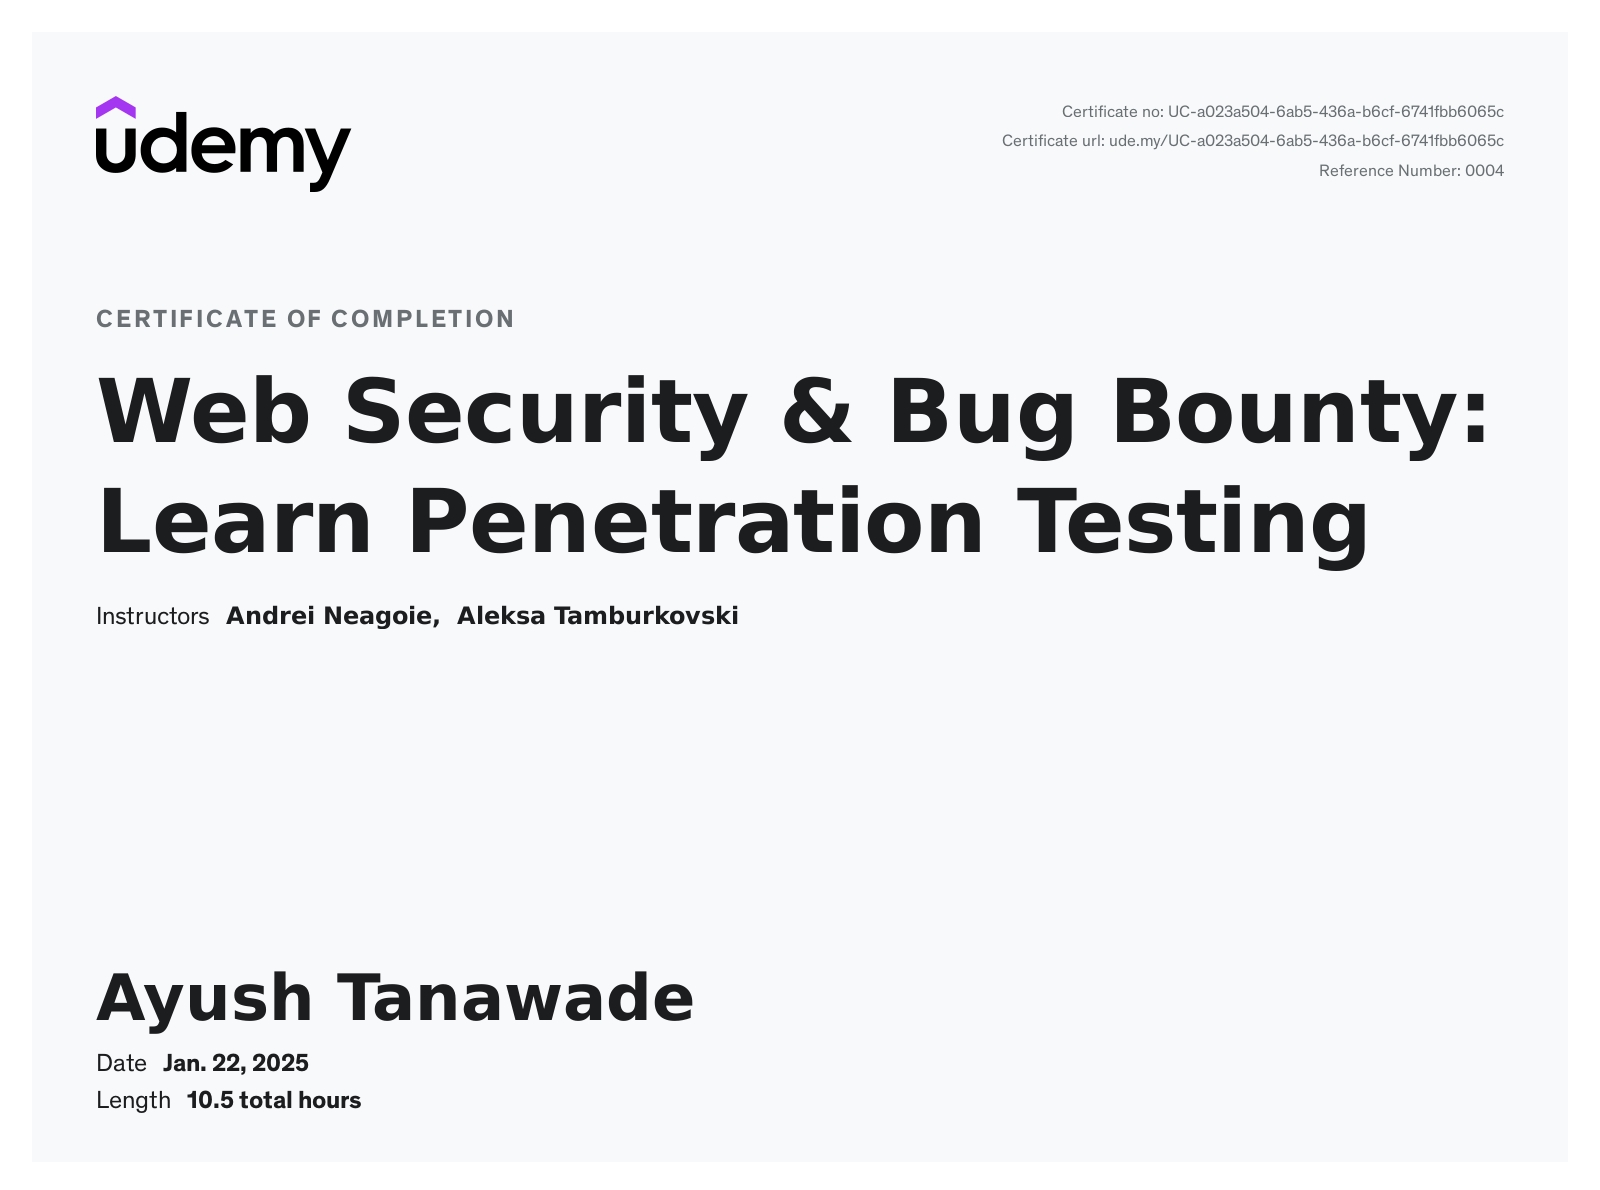 udemy
Certificate no: UC-a023a504-6ab5-436a-b6cf-6741fbb6065c
Certificate url: ude.my/UC-a023a504-6ab5-436a-b6cf-6741fbb6065c
Reference Number: 0004
CERTIFICATE OF COMPLETION
Web Security & Bug Bounty:
Learn Penetration Testing
Instructors Andrei Neagoie, Aleksa Tamburkovski
Ayush Tanawade
Date Jan. 22, 2025
Length 10.5 total hours